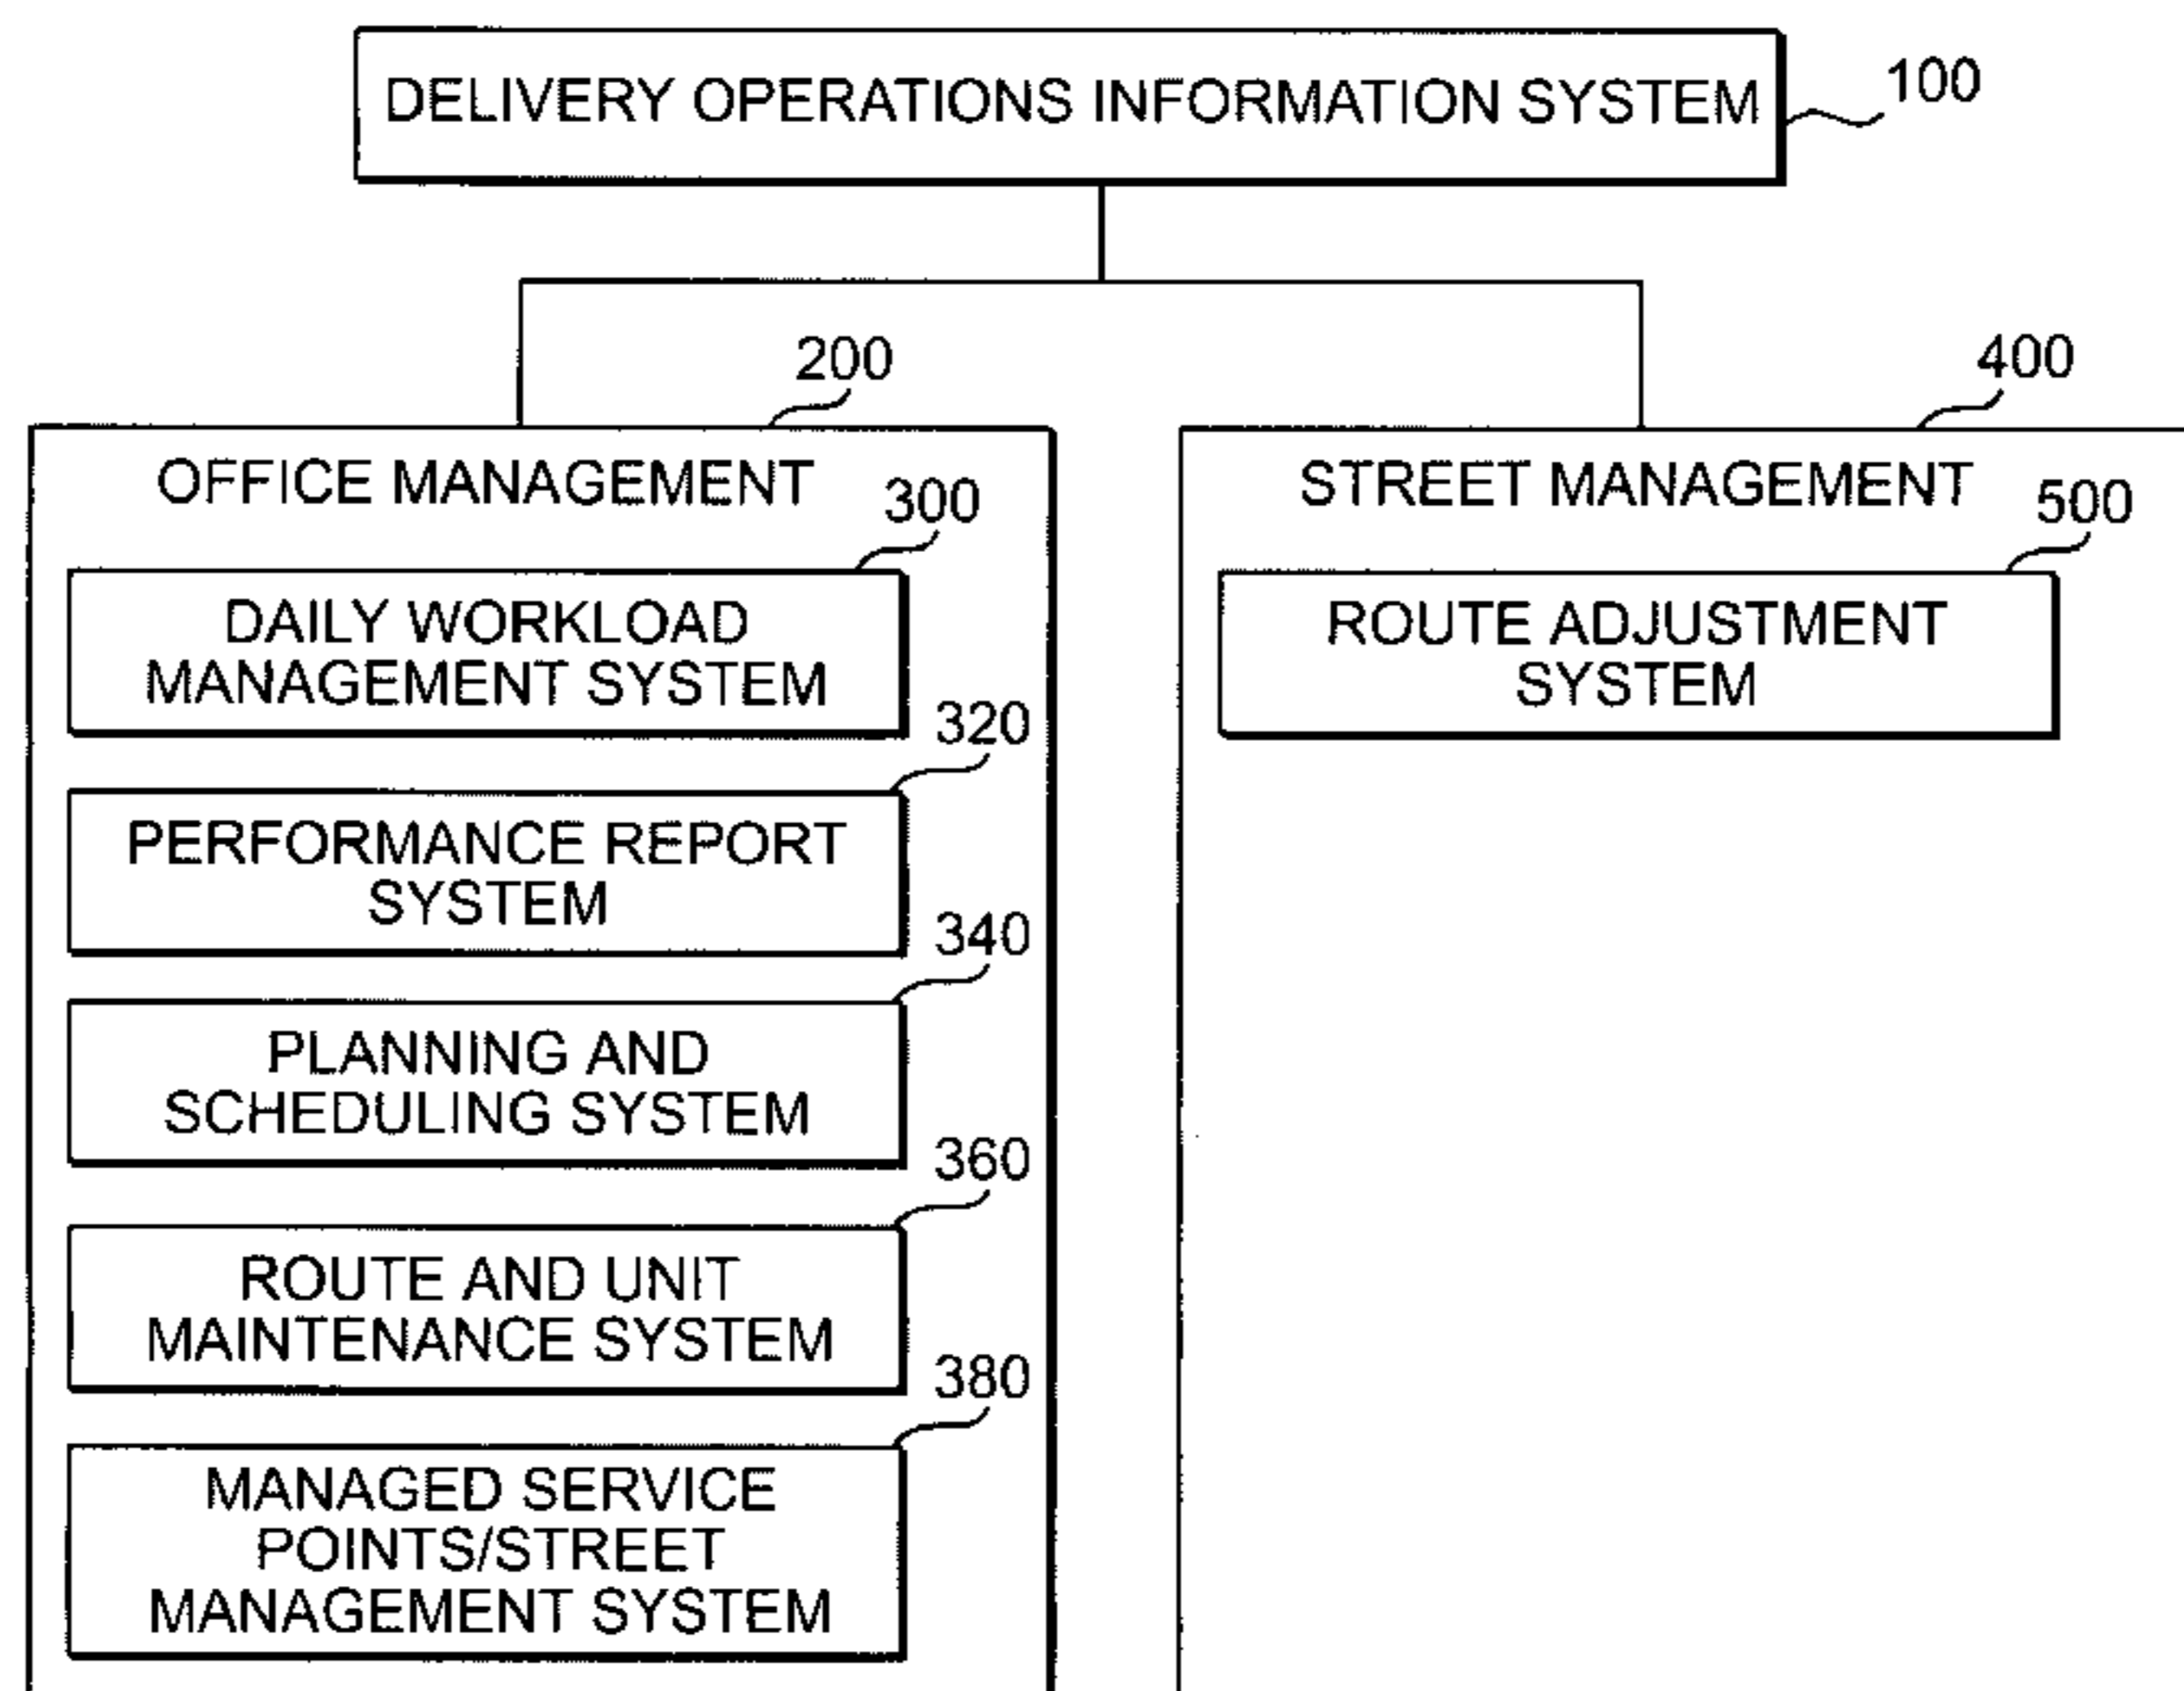 DELIVERY OPERATIONS INFORMATION SYSTEM
100
200
OFFICE MANAGEMENT
300
DAILY WORKLOAD
MANAGEMENT SYSTEM
320
PERFORMANCE REPORT
SYSTEM
340
PLANNING AND
SCHEDULING SYSTEM
360
ROUTE AND UNIT
MAINTENANCE SYSTEM
380
MANAGED SERVICE
POINTS/STREET
MANAGEMENT SYSTEM
400
STREET MANAGEMENT
500
ROUTE ADJUSTMENT
SYSTEM